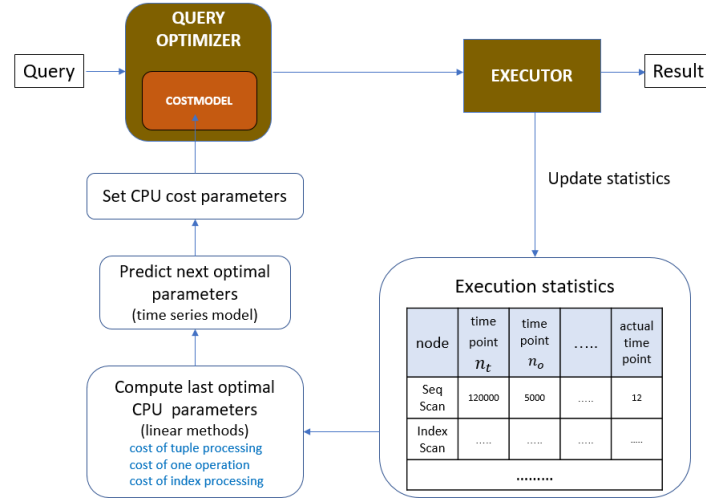 QUERY
OPTIMIZER
COSTMODEL
Query
EXECUTOR
Result
Set CPU cost parameters
Update statistics
Predict next optimal
parameters
(time series model)
Compute last optimal
CPU parameters
(linear methods)
cost of tuple processing
cost of one operation
cost of index processing
Execution statistics
node
time
point
n_t
time
point
n_o
.....
actual
time
point
Seq
Scan
120000
5000
.....
12
Index
Scan
.....
.....
.....
.....
.........